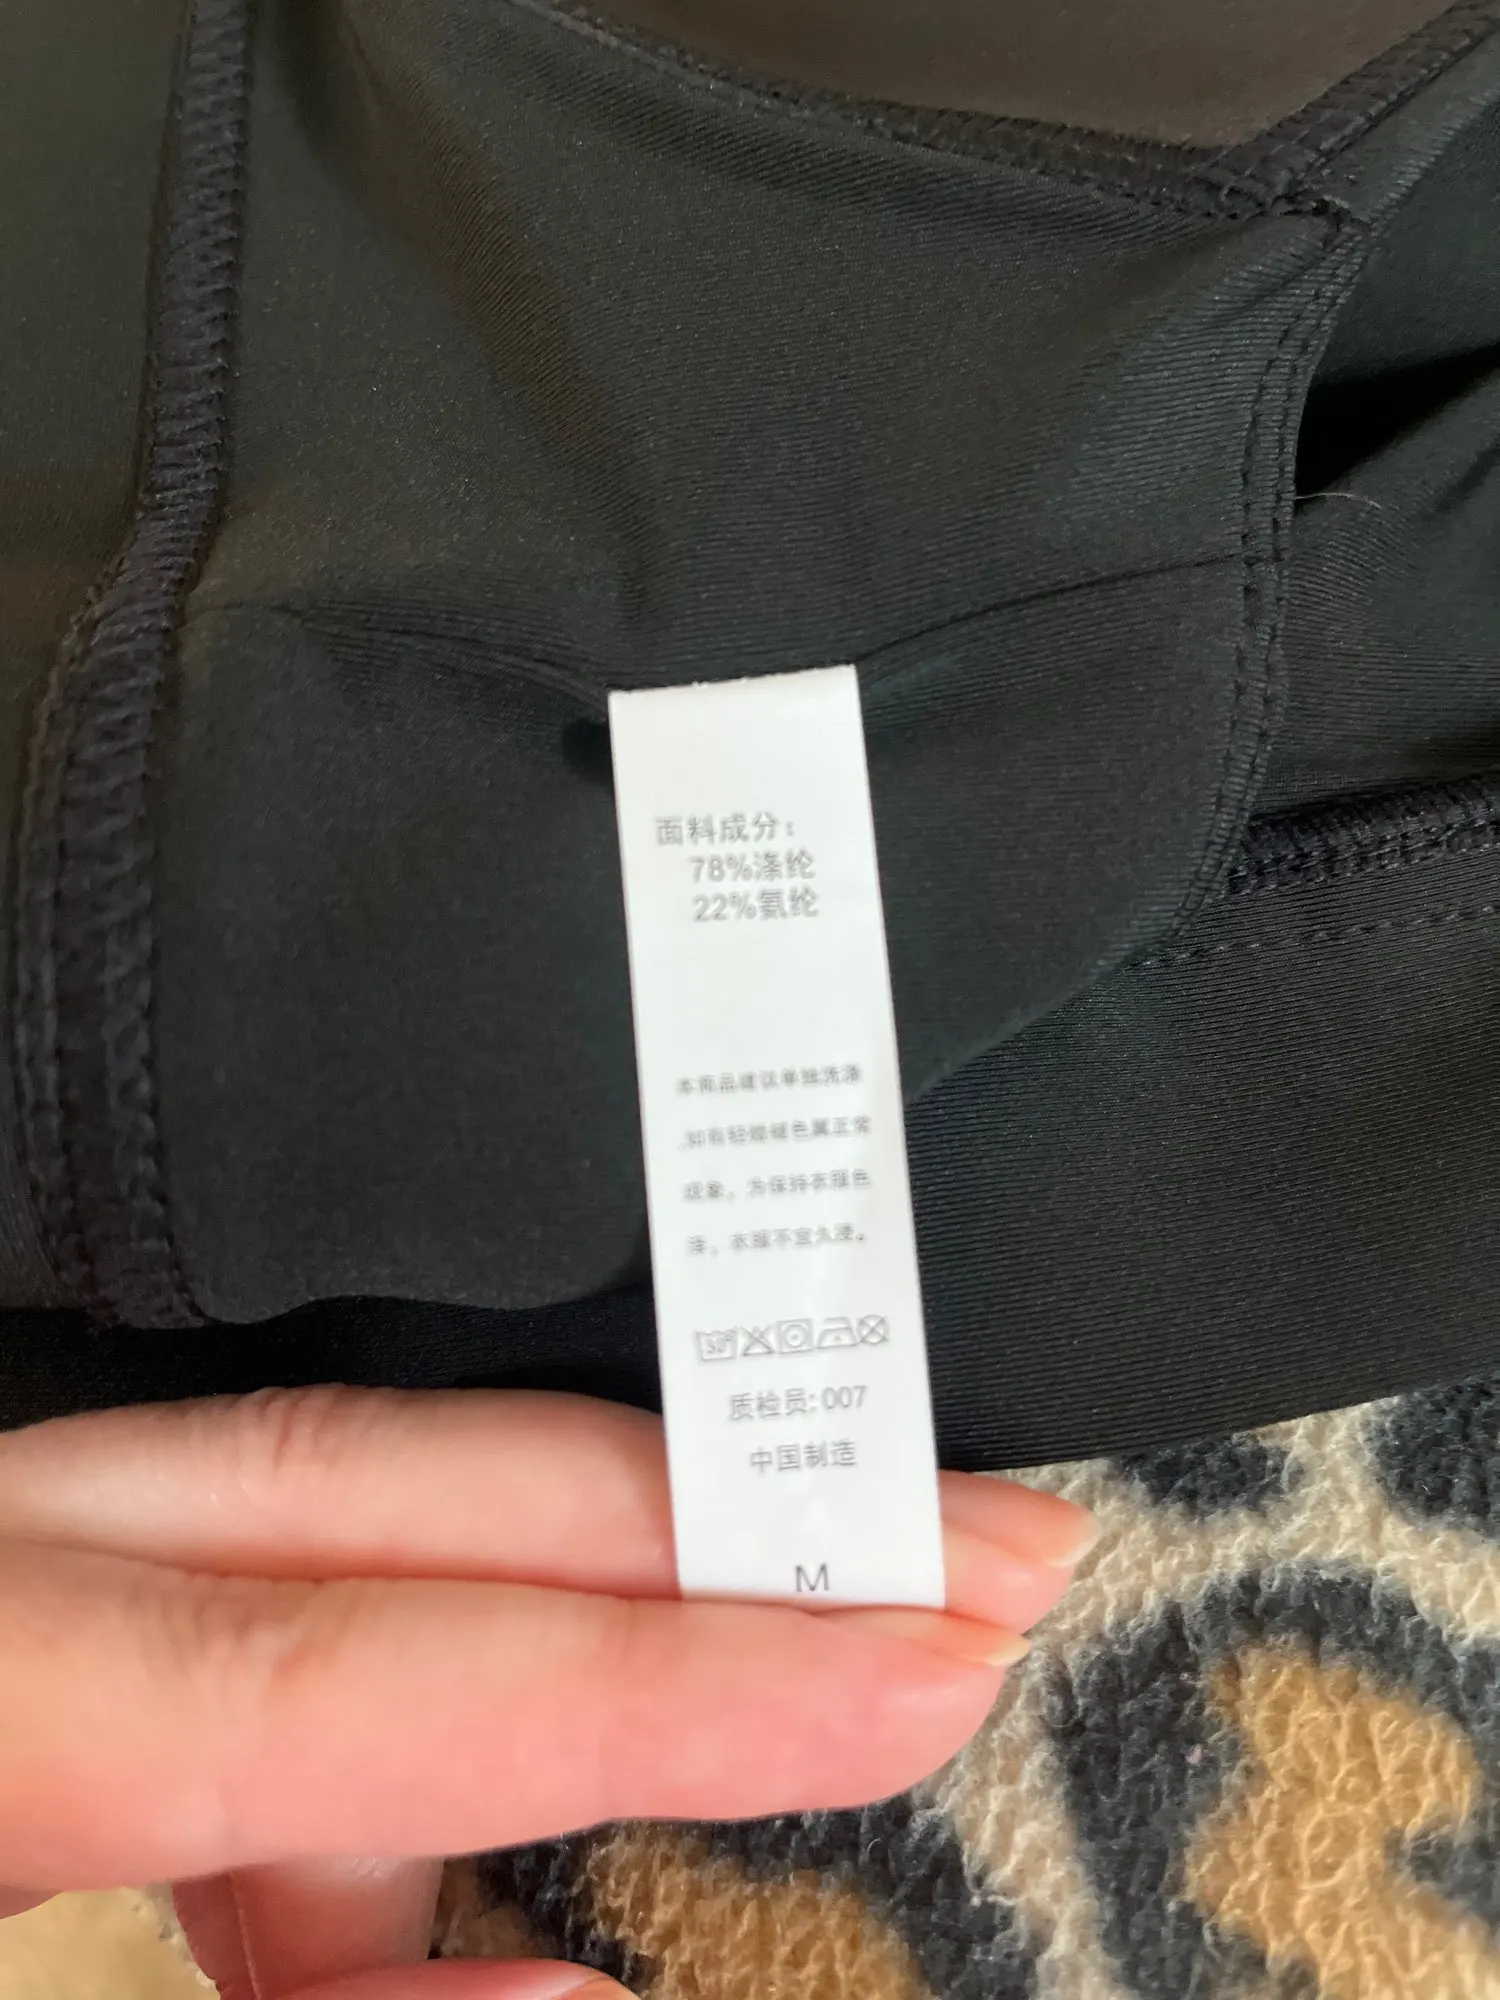 面料成分:
78%涤纶
22%氨纶
本商品建议单独洗涤
.如有轻微褪色属正常
现象，为保持衣服色
泽，衣服不宜久浸。
30°
质检员:007
中国制造
M